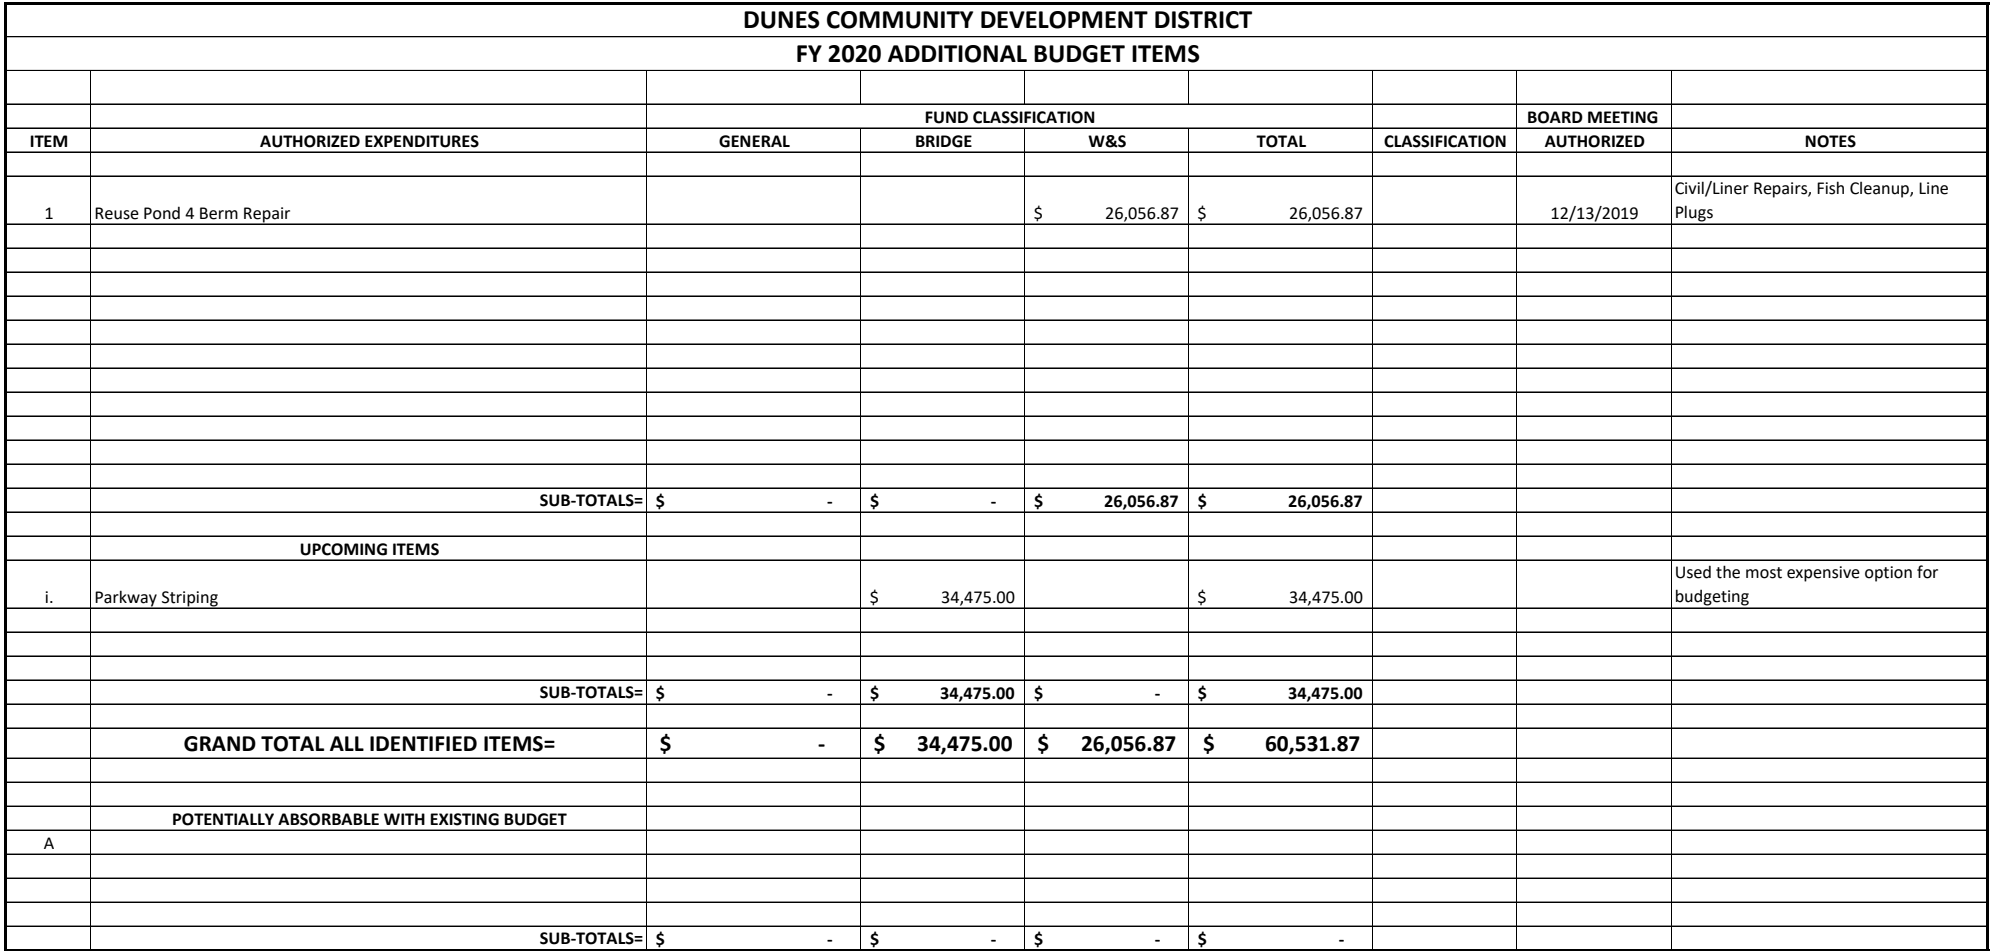 DUNES COMMUNITY DEVELOPMENT DISTRICT
FY 2020 ADDITIONAL BUDGET ITEMS
FUND CLASSIFICATION BOARD MEETING
ITEM AUTHORIZED EXPENDITURES GENERAL BRIDGE W&S TOTAL CLASSIFICATION AUTHORIZED NOTES
1 Reuse Pond 4 Berm Repair $ 26,056.87 $ 26,056.87 12/13/2019 Civil/Liner Repairs, Fish Cleanup, Line
Plugs
SUB-TOTALS= $ - $ - $ 26,056.87 $ 26,056.87
UPCOMING ITEMS
i. Parkway Striping $ 34,475.00 $ 34,475.00 Used the most expensive option for
budgeting
SUB-TOTALS= $ - $ 34,475.00 $ - $ 34,475.00
GRAND TOTAL ALL IDENTIFIED ITEMS= $ - $ 34,475.00 $ 26,056.87 $ 60,531.87
POTENTIALLY ABSORBABLE WITH EXISTING BUDGET
A
SUB-TOTALS= $ - $ - $ - $ -